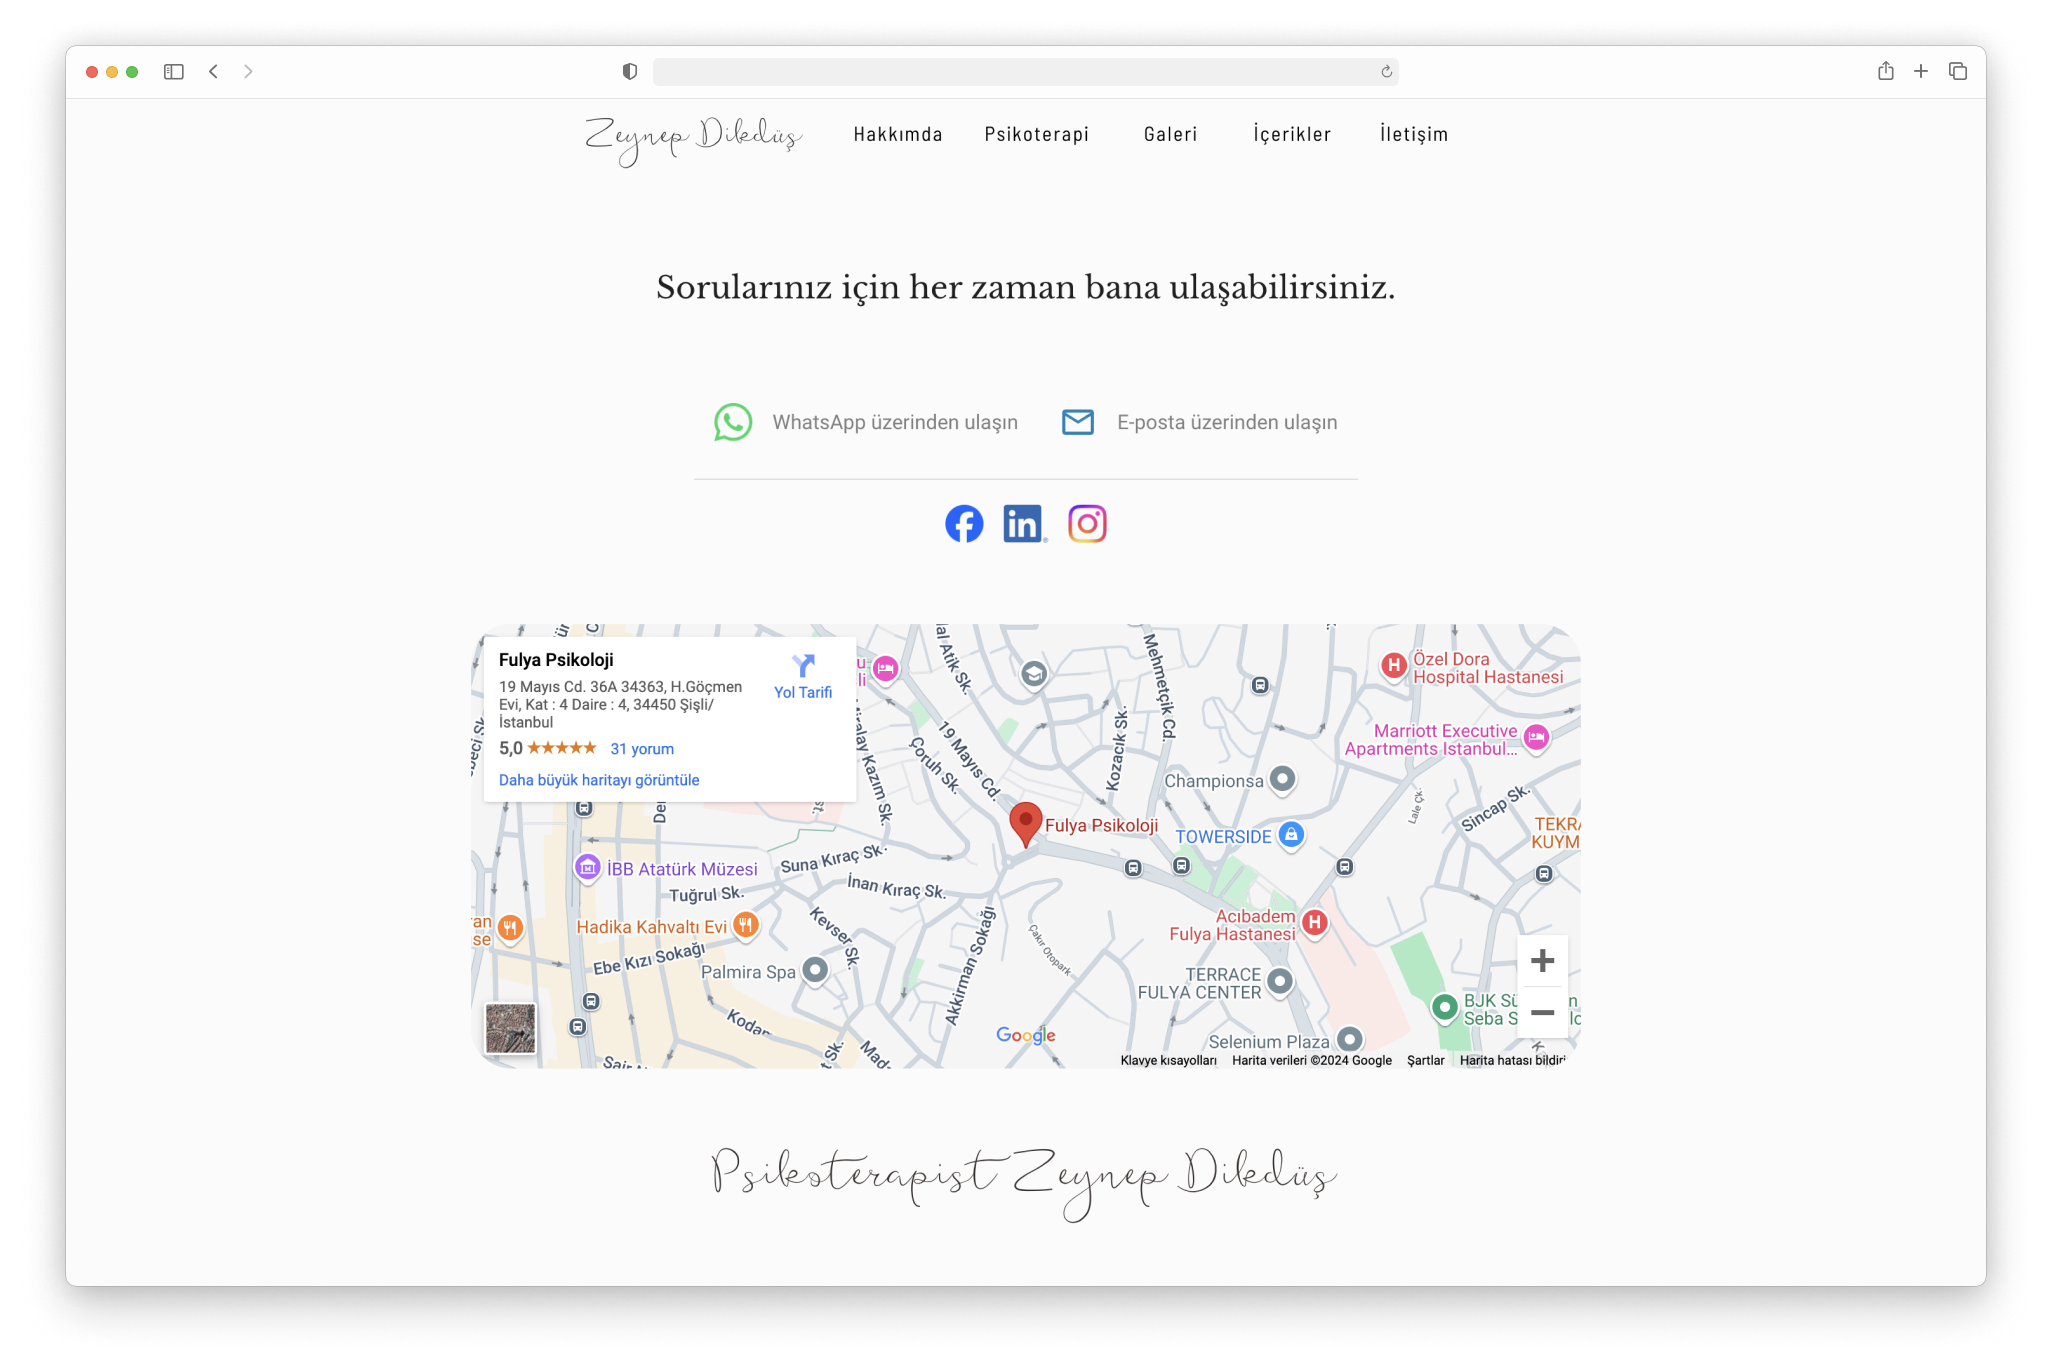 Zeynep Dikdüş
Hakkımda
Psikoterapi
Galeri
İçerikler
İletişim
Sorularınız için her zaman bana ulaşabilirsiniz.
WhatsApp üzerinden ulaşın
E-posta üzerinden ulaşın
Fulya Psikoloji
19 Mayıs Cd. 36A 34363, H.Göçmen
Evi, Kat : 4 Daire : 4, 34450 Şişli/
İstanbul
Yol Tarifi
5,0
31 yorum
Daha büyük haritayı görüntüle
Mehmetçik Cd.
Özel Dora
Hospital Hastanesi
Marriott Executive
Apartments Istanbul...
19 Mayıs Cd.
Çoruh Sk.
Kozacık Sk.
Championsa
Lale Çk.
Sincap Sk.
Fulya Psikoloji
TOWERSIDE
İBB Atatürk Müzesi
Suna Kıraç Sk.
Tuğrul Sk.
İnan Kıraç Sk.
Hadika Kahvaltı Evi
Kevser Sk.
Akkirman Sokağı
Çakır Otopark
Acıbadem
Fulya Hastanesi
Ebe Kızı Sokağı
Palmira Spa
TERRACE
FULYA CENTER
Google
Selenium Plaza
Klavye kısayolları
Harita verileri ©2024 Google
Şartlar
Harita hatası bildir
Psikoterapist Zeynep Dikdüş